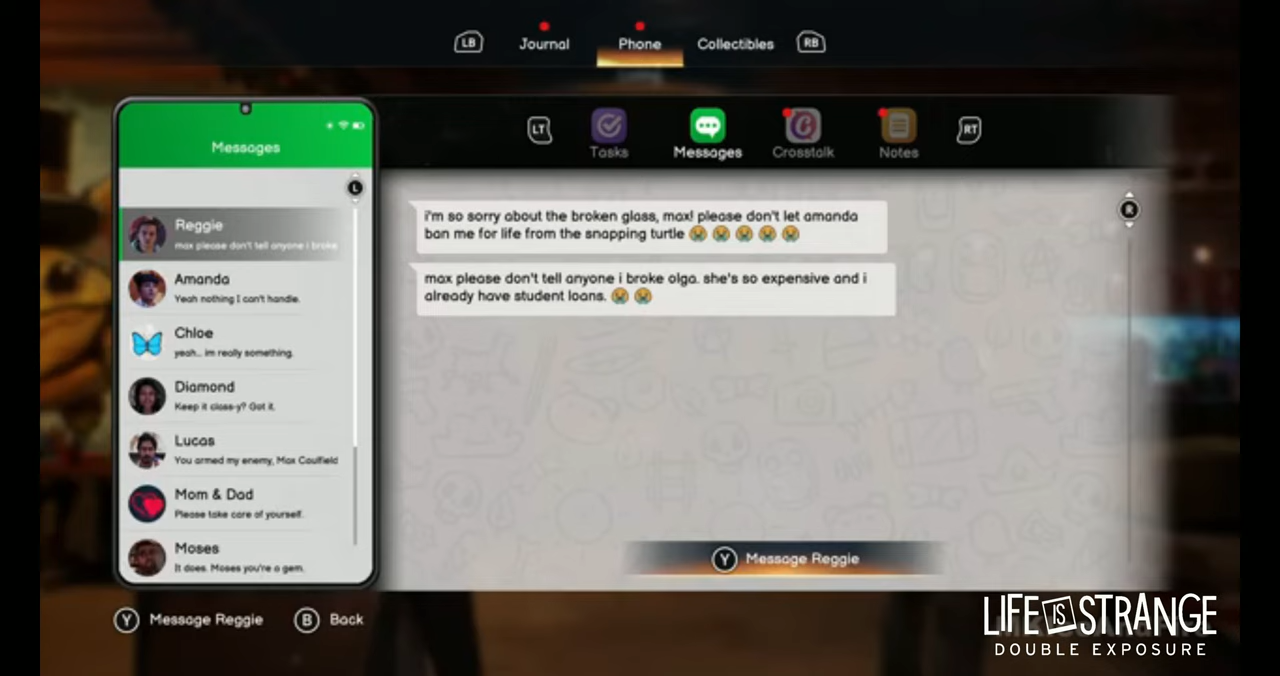 LB Journal Phone Collectibles RB
LT Tasks Messages Crosstalk Notes RT
Messages
L
R
Reggie
max please don't tell anyone i broke
Amanda
Yeah nothing I can't handle.
Chloe
yeah... im really something.
Diamond
Keep it class-y? Got it.
Lucas
You armed my enemy, Max Caulfield
Mom & Dad
Please take care of yourself.
Moses
It does. Moses you're a gem.
i'm so sorry about the broken glass, max! please don't let amanda
ban me for life from the snapping turtle 😭 😭 😭 😭 😭
max please don't tell anyone i broke olga. she's so expensive and i
already have student loans. 😭 😭
Y Message Reggie
Y Message Reggie B Back
LIFE IS STRANGE
DOUBLE EXPOSURE